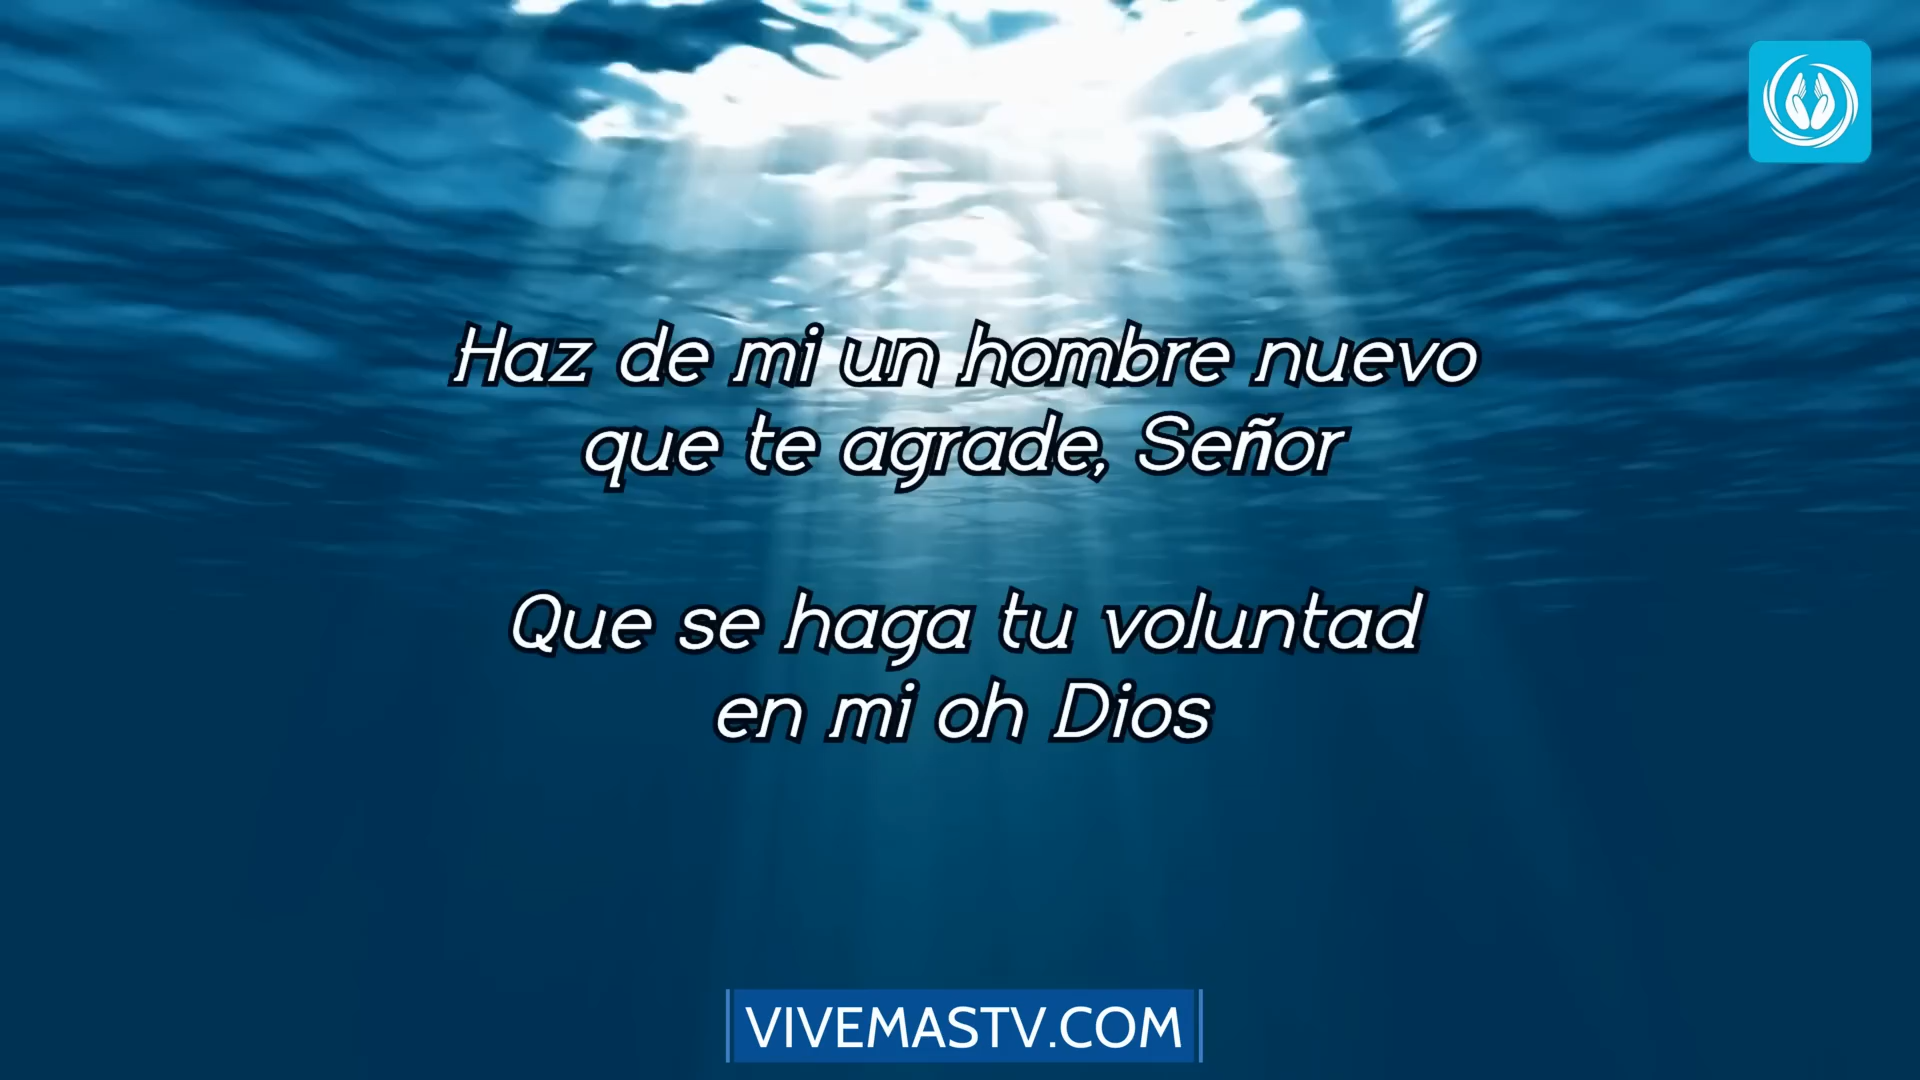 Haz de mi un hombre nuevo
que te agrade, Señor
Que se haga tu voluntad
en mi oh Dios
VIVEMASTV.COM